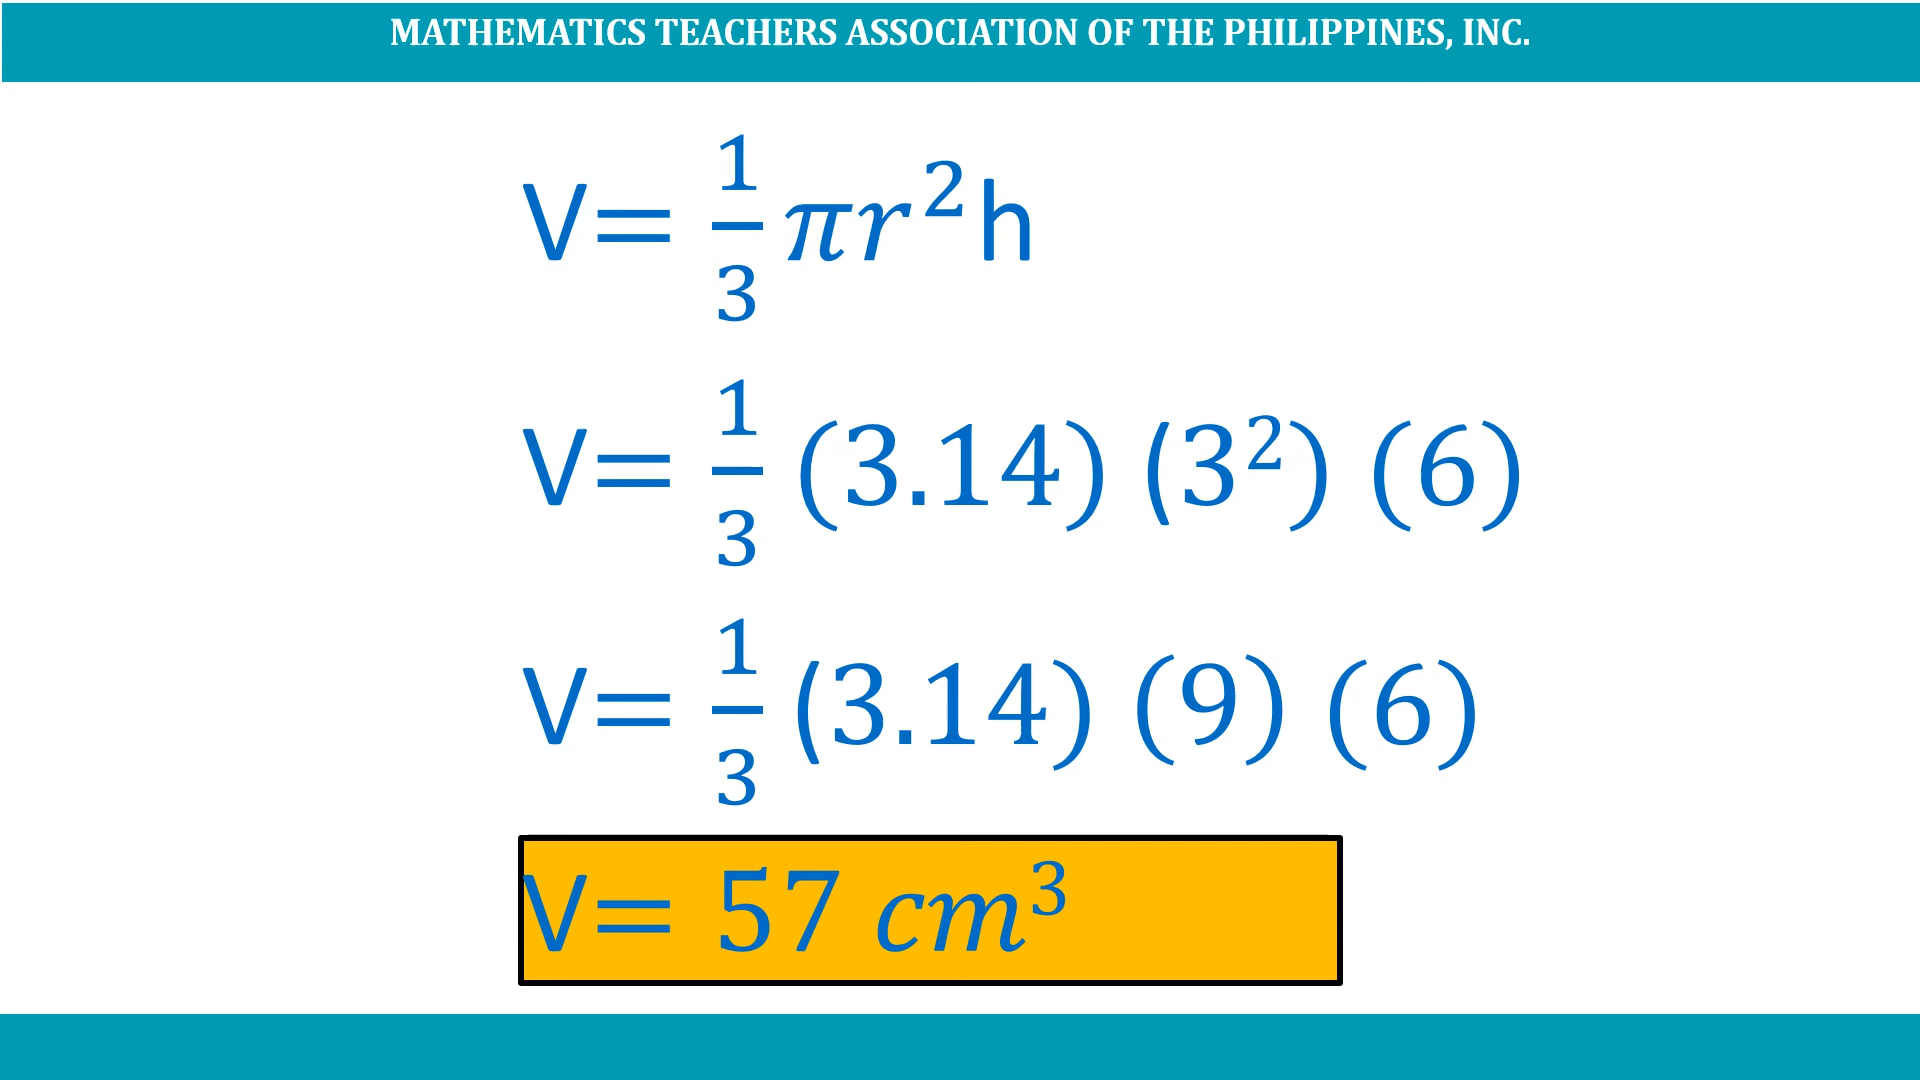 MATHEMATICS TEACHERS ASSOCIATION OF THE PHILIPPINES, INC.
V= 1/3 πr²h
V= 1/3 (3.14) (3²) (6)
V= 1/3 (3.14) (9) (6)
V= 57 cm³